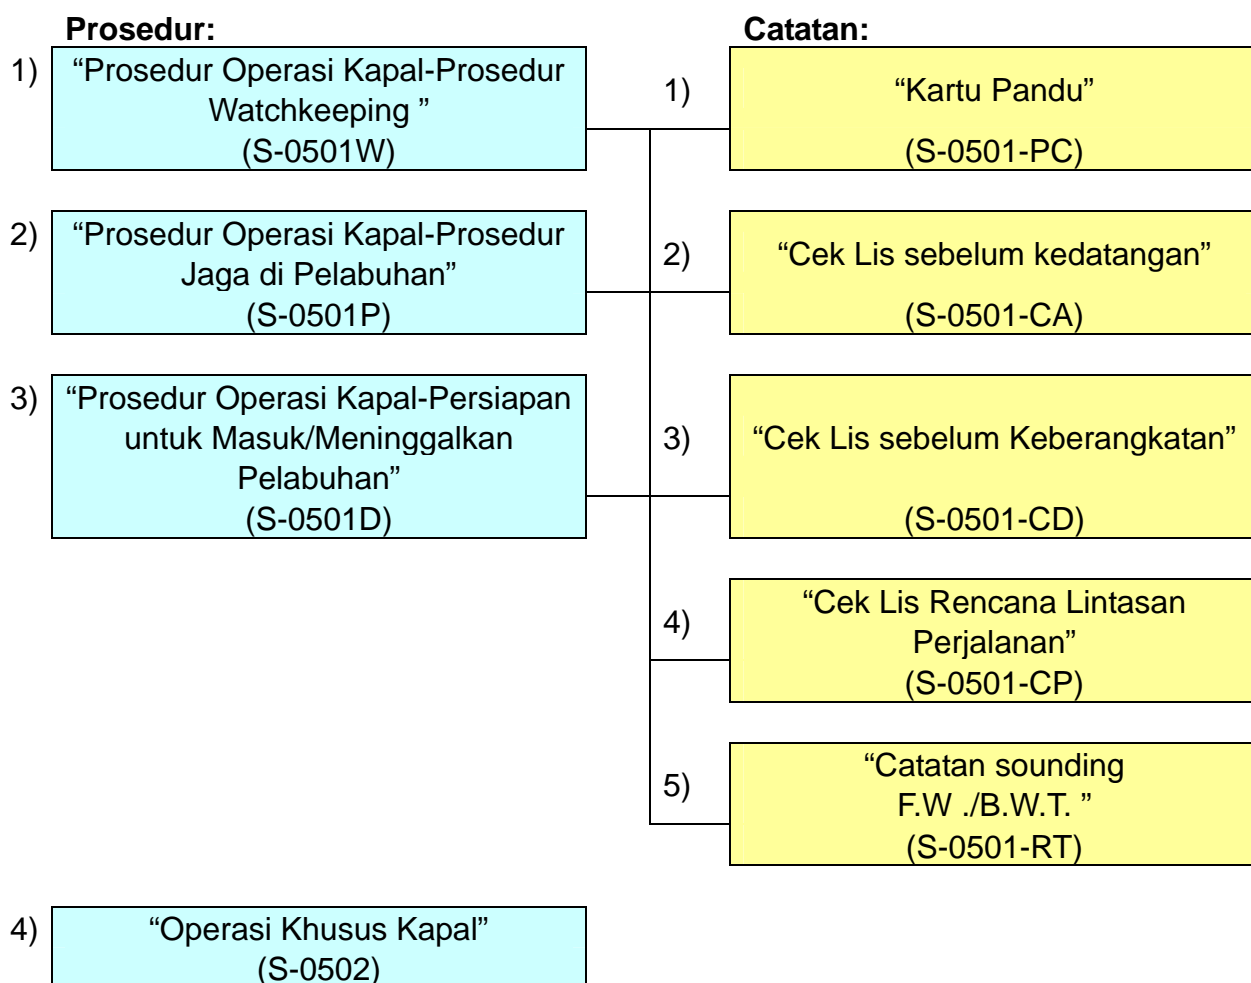 Prosedur:
1)
“Prosedur Operasi Kapal-Prosedur
Watchkeeping ”
(S-0501W)
2)
“Prosedur Operasi Kapal-Prosedur
Jaga di Pelabuhan”
(S-0501P)
3)
“Prosedur Operasi Kapal-Persiapan
untuk Masuk/Meninggalkan
Pelabuhan”
(S-0501D)
4)
“Operasi Khusus Kapal”
(S-0502)
Catatan:
1)
“Kartu Pandu”
(S-0501-PC)
2)
“Cek Lis sebelum kedatangan”
(S-0501-CA)
3)
“Cek Lis sebelum Keberangkatan”
(S-0501-CD)
4)
“Cek Lis Rencana Lintasan
Perjalanan”
(S-0501-CP)
5)
“Catatan sounding
F.W ./B.W.T. ”
(S-0501-RT)